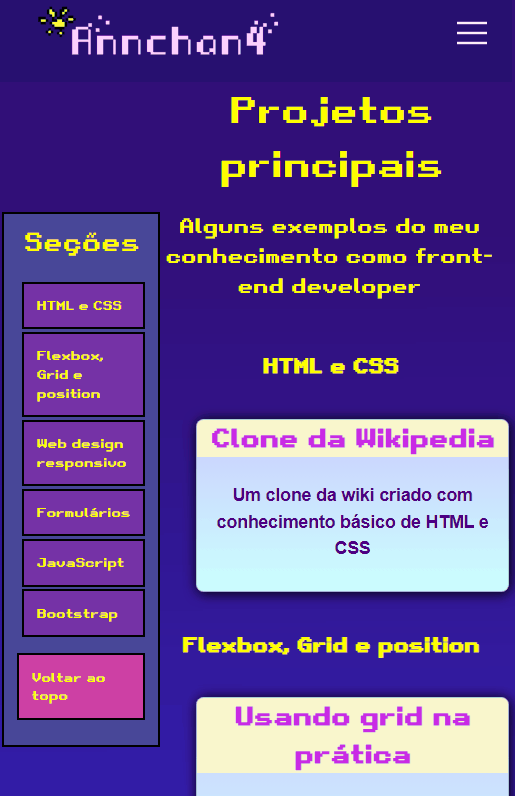 Annchan4
Projetos
principais
Alguns exemplos do meu
conhecimento como front-
end developer
Seções
HTML e CSS
Flexbox,
Grid e
position
Web design
responsivo
Formulários
JavaScript
Bootstrap
Voltar ao
topo
HTML e CSS
Clone da Wikipedia
Um clone da wiki criado com
conhecimento básico de HTML e
CSS
Flexbox, Grid e position
Usando grid na
prática